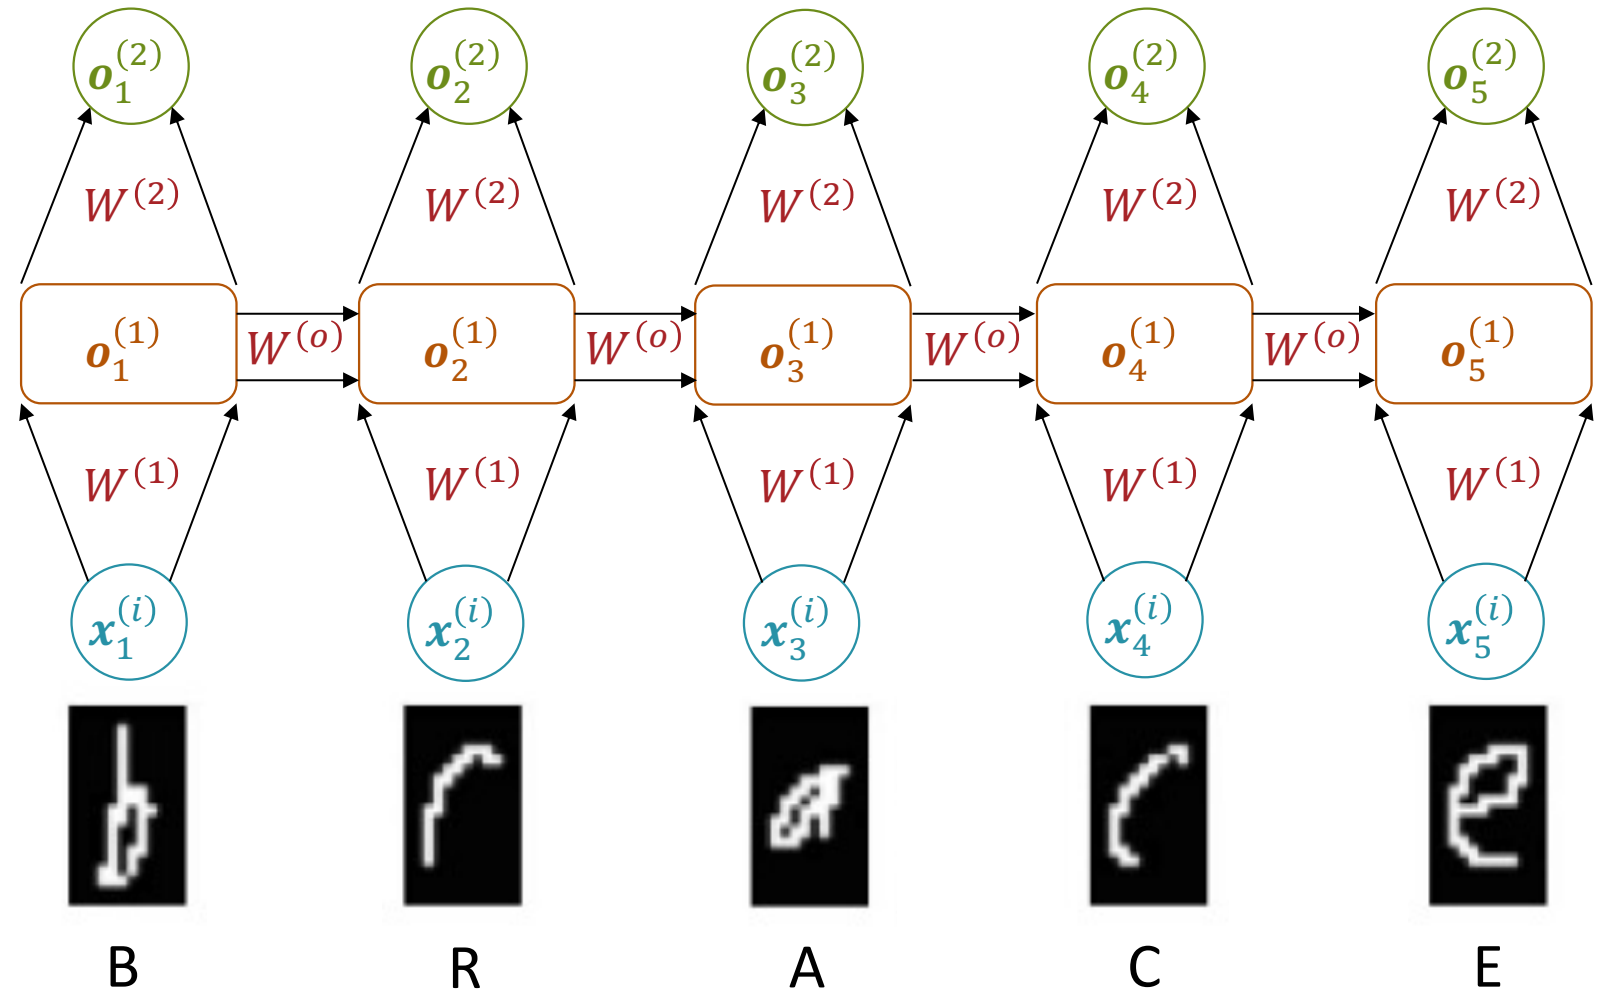 o₁⁽²⁾ o₂⁽²⁾ o₃⁽²⁾ o₄⁽²⁾ o₅⁽²⁾
W⁽²⁾ W⁽²⁾ W⁽²⁾ W⁽²⁾ W⁽²⁾
o₁⁽¹⁾ W⁽ᵒ⁾ o₂⁽¹⁾ W⁽ᵒ⁾ o₃⁽¹⁾ W⁽ᵒ⁾ o₄⁽¹⁾ W⁽ᵒ⁾ o₅⁽¹⁾
W⁽¹⁾ W⁽¹⁾ W⁽¹⁾ W⁽¹⁾ W⁽¹⁾
x₁⁽ⁱ⁾ x₂⁽ⁱ⁾ x₃⁽ⁱ⁾ x₄⁽ⁱ⁾ x₅⁽ⁱ⁾
b r a c e
B R A C E